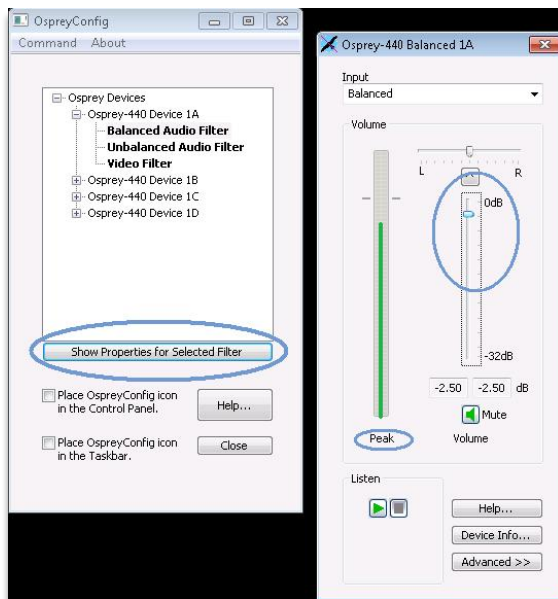 OspreyConfig
Command About
Osprey Devices
Osprey-440 Device 1A
Balanced Audio Filter
Unbalanced Audio Filter
Video Filter
Osprey-440 Device 1B
Osprey-440 Device 1C
Osprey-440 Device 1D
Show Properties for Selected Filter
Place OspreyConfig icon
in the Control Panel.
Help...
Place OspreyConfig icon
in the Taskbar.
Close
Osprey-440 Balanced 1A
Input
Balanced
Volume
L R
0dB
-32dB
-2.50 -2.50 dB
Mute
Peak Volume
Listen
Help...
Device Info...
Advanced >>